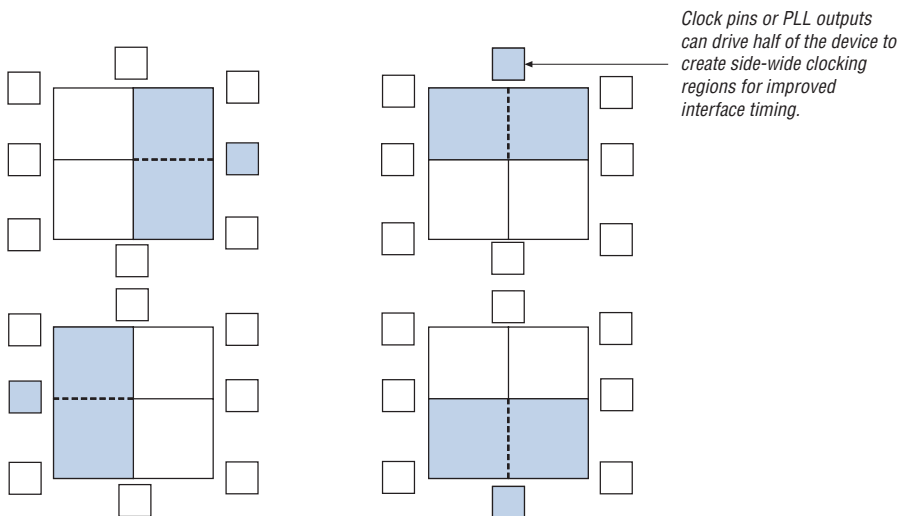 Clock pins or PLL outputs
can drive half of the device to
create side-wide clocking
regions for improved
interface timing.